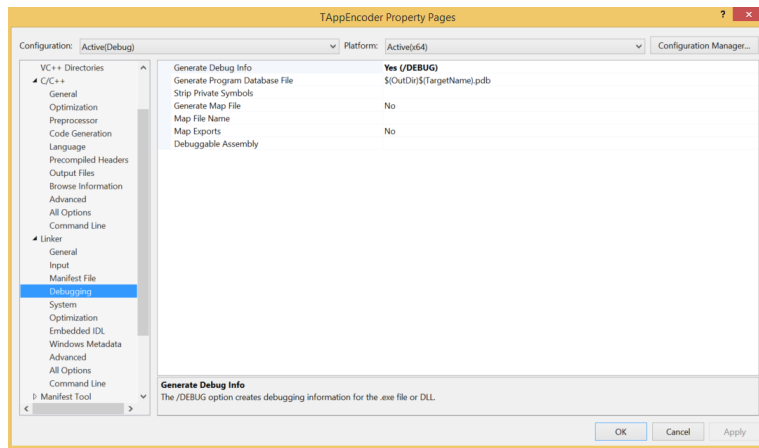 TAppEncoder Property Pages
? ×
Configuration: Active(Debug) Platform: Active(x64) Configuration Manager...
VC++ Directories
C/C++
General
Optimization
Preprocessor
Code Generation
Language
Precompiled Headers
Output Files
Browse Information
Advanced
All Options
Command Line
Linker
General
Input
Manifest File
Debugging
System
Optimization
Embedded IDL
Windows Metadata
Advanced
All Options
Command Line
Manifest Tool
Generate Debug Info Yes (/DEBUG)
Generate Program Database File $(OutDir)$(TargetName).pdb
Strip Private Symbols
Generate Map File No
Map File Name
Map Exports No
Debuggable Assembly
Generate Debug Info
The /DEBUG option creates debugging information for the .exe file or DLL.
OK Cancel Apply